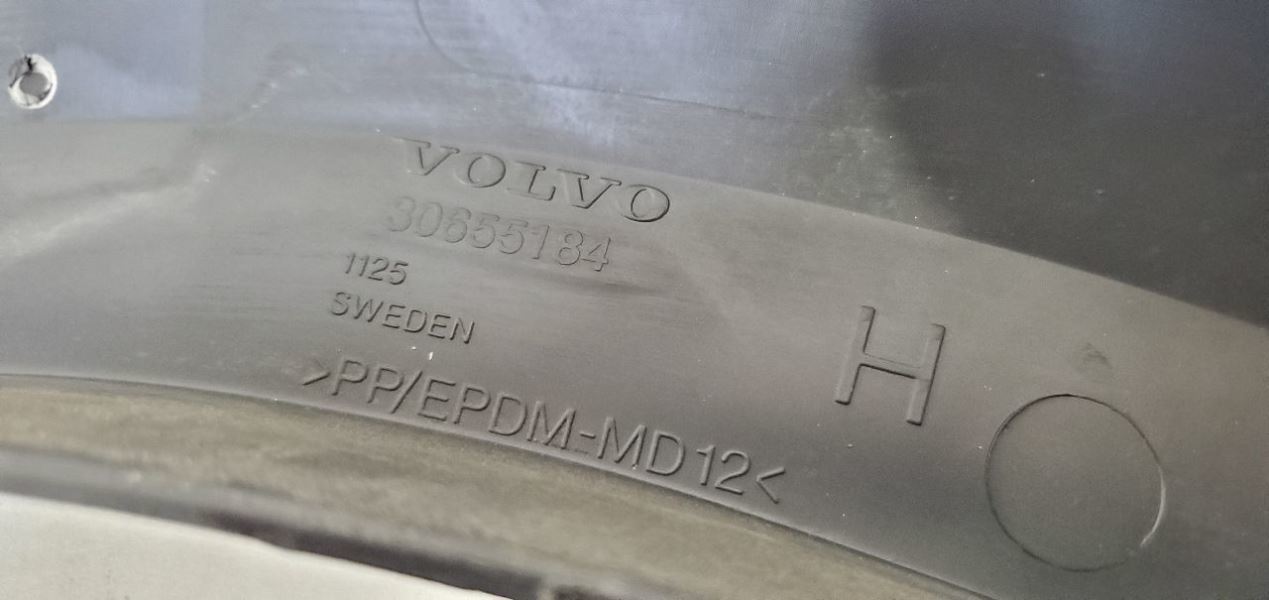 VOLVO
30655184
1125
SWEDEN
>PP/EPDM-MD12<
H